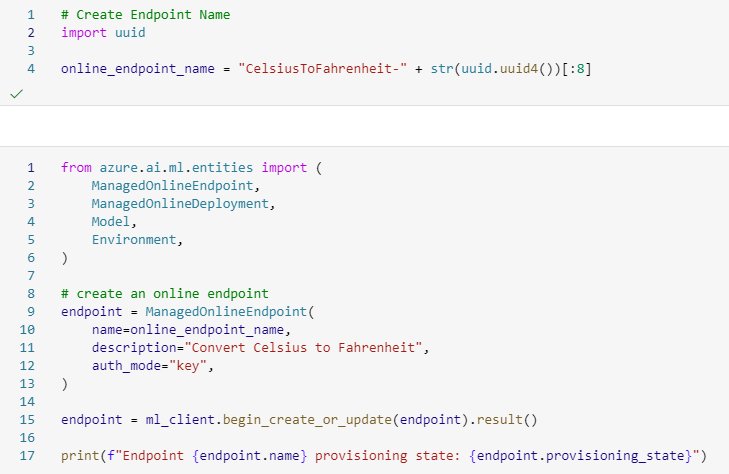 1 # Create Endpoint Name
2 import uuid
3
4 online_endpoint_name = "CelsiusToFahrenheit-" + str(uuid.uuid4())[:8]
1 from azure.ai.ml.entities import (
2     ManagedOnlineEndpoint,
3     ManagedOnlineDeployment,
4     Model,
5     Environment,
6 )
7
8 # create an online endpoint
9 endpoint = ManagedOnlineEndpoint(
10     name=online_endpoint_name,
11     description="Convert Celsius to Fahrenheit",
12     auth_mode="key",
13 )
14
15 endpoint = ml_client.begin_create_or_update(endpoint).result()
16
17 print(f"Endpoint {endpoint.name} provisioning state: {endpoint.provisioning_state}")